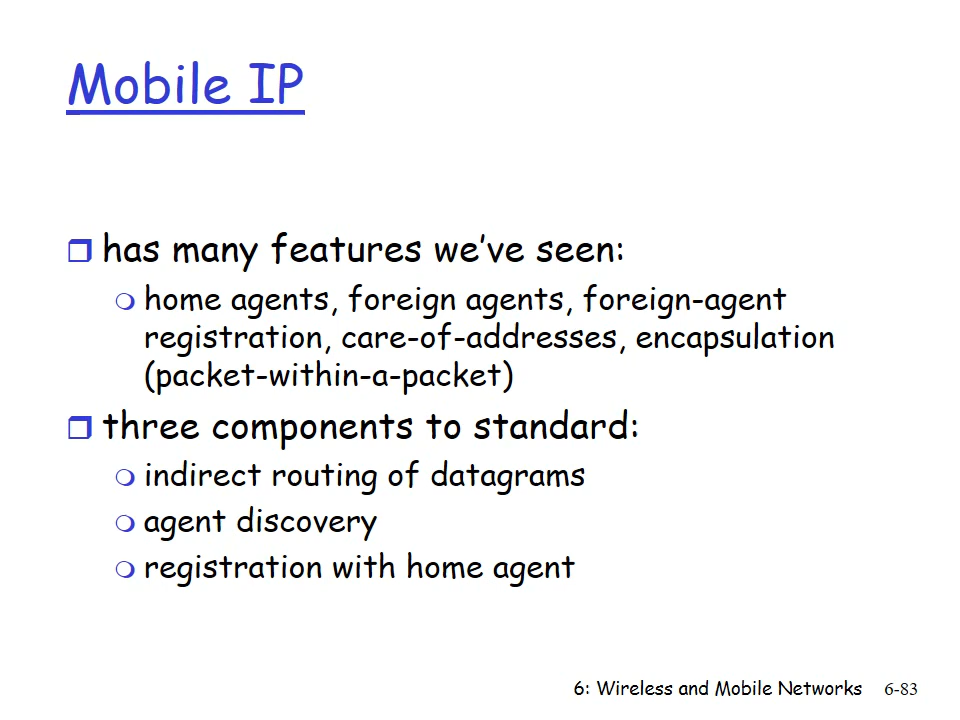 Mobile IP
has many features we've seen:
home agents, foreign agents, foreign-agent
registration, care-of-addresses, encapsulation
(packet-within-a-packet)
three components to standard:
indirect routing of datagrams
agent discovery
registration with home agent
6: Wireless and Mobile Networks 6-83